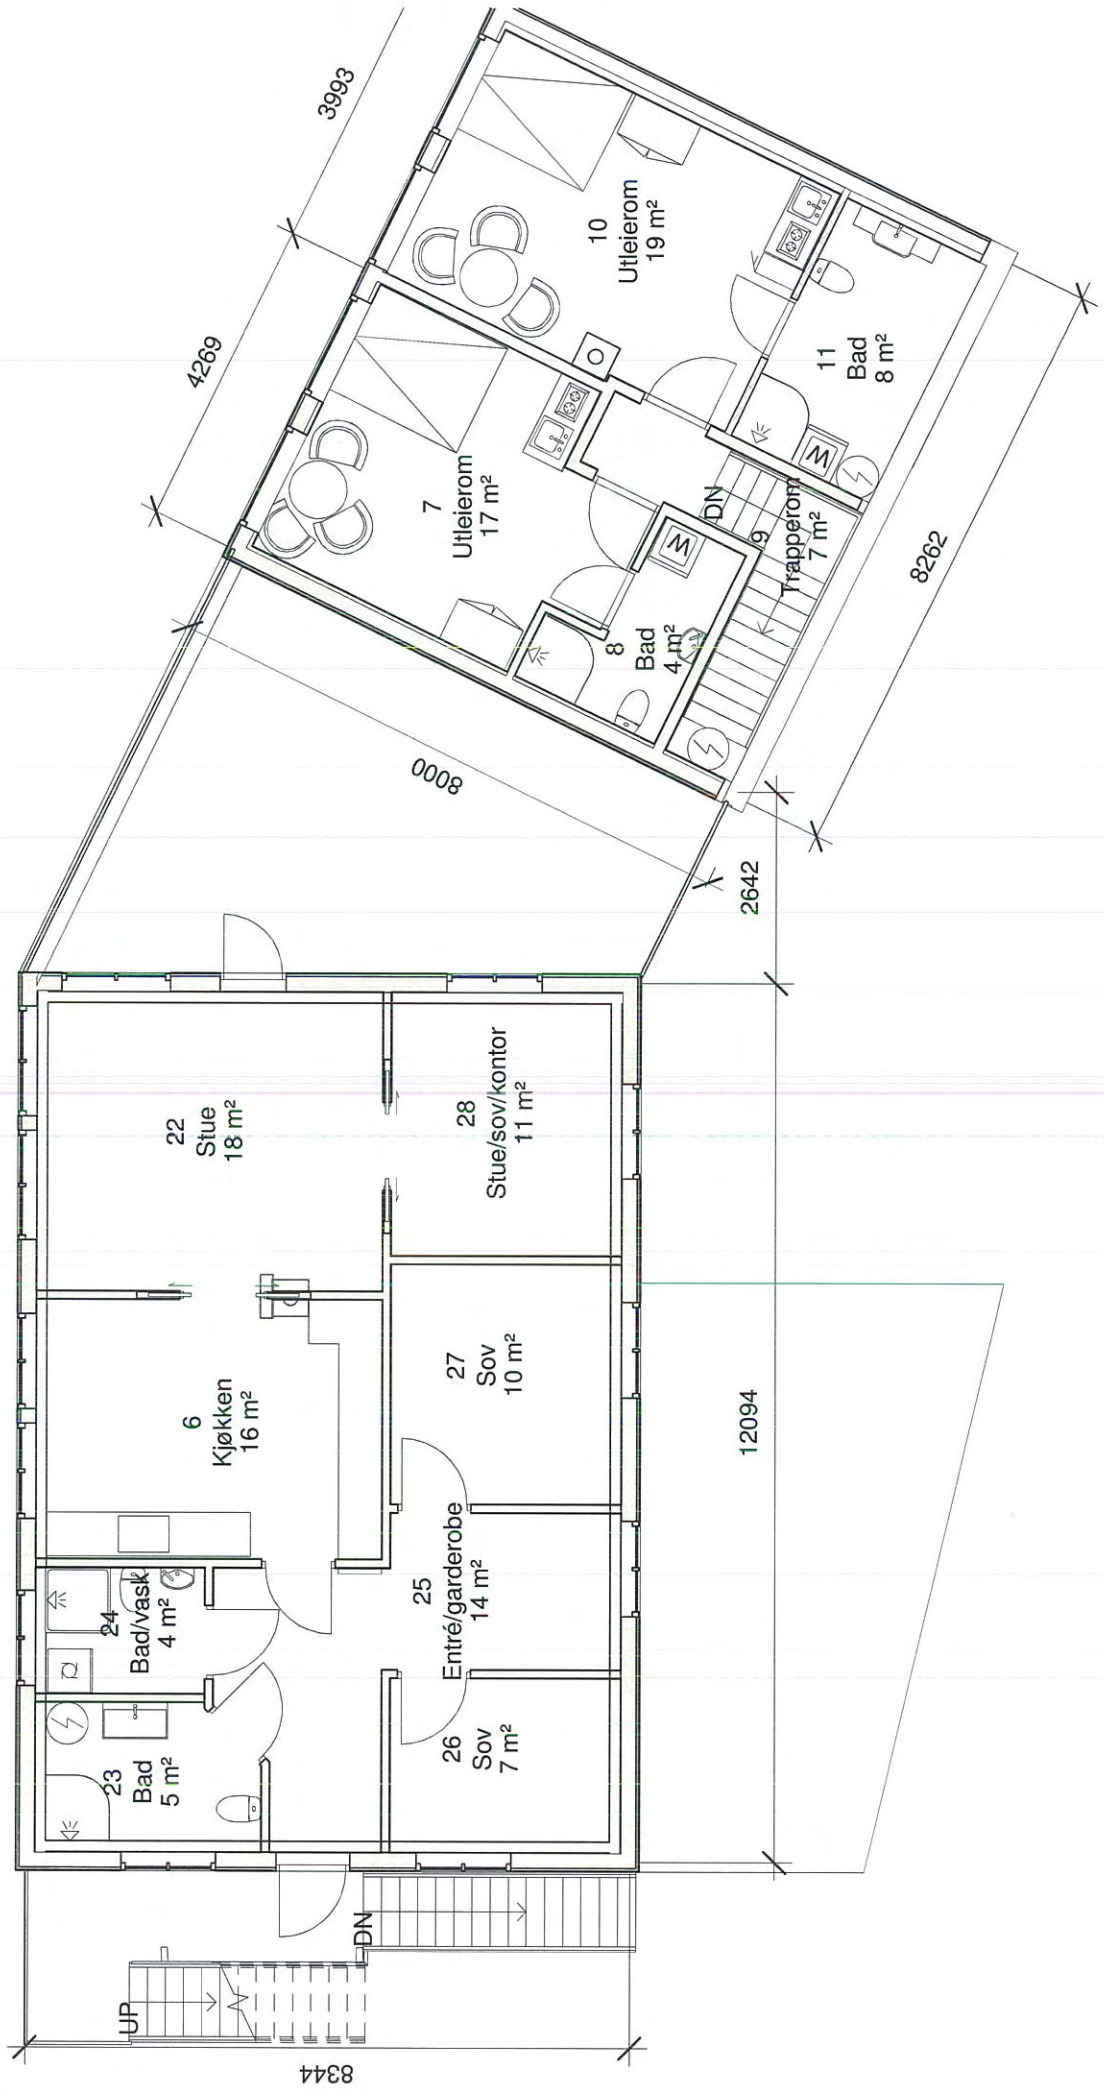 3993
4269
10
Utleierom
19 m²
7
Utleierom
17 m²
11
Bad
8 m²
W
DN
9
Trapperom
7 m²
W
8
Bad
4 m²
8262
8000
2642
22
Stue
18 m²
28
Stue/sov/kontor
11 m²
6
Kjøkken
16 m²
27
Sov
10 m²
12094
24
Bad/vask
4 m²
25
Entré/garderobe
14 m²
23
Bad
5 m²
26
Sov
7 m²
UP
DN
8344